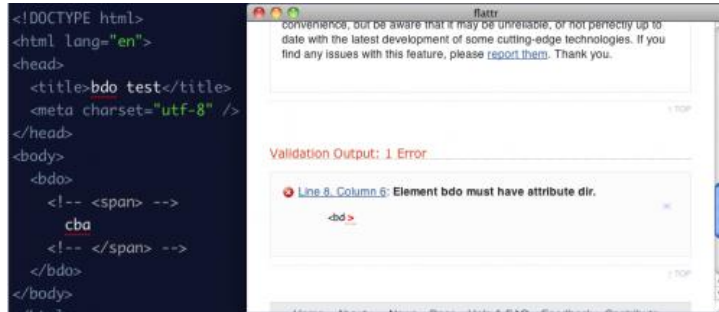 <!DOCTYPE html>
<html lang="en">
<head>
<title>bdo test</title>
<meta charset="utf-8" />
</head>
<body>
<bdo>
<!-- <span> -->
cba
<!-- </span> -->
</bdo>
</body>
flattr
convenience, but be aware that it may be unreliable, or not perfectly up to
date with the latest development of some cutting-edge technologies. If you
find any issues with this feature, please report them. Thank you.
↑ TOP
Validation Output: 1 Error
Line 8, Column 6: Element bdo must have attribute dir.
<bd >
↑ TOP